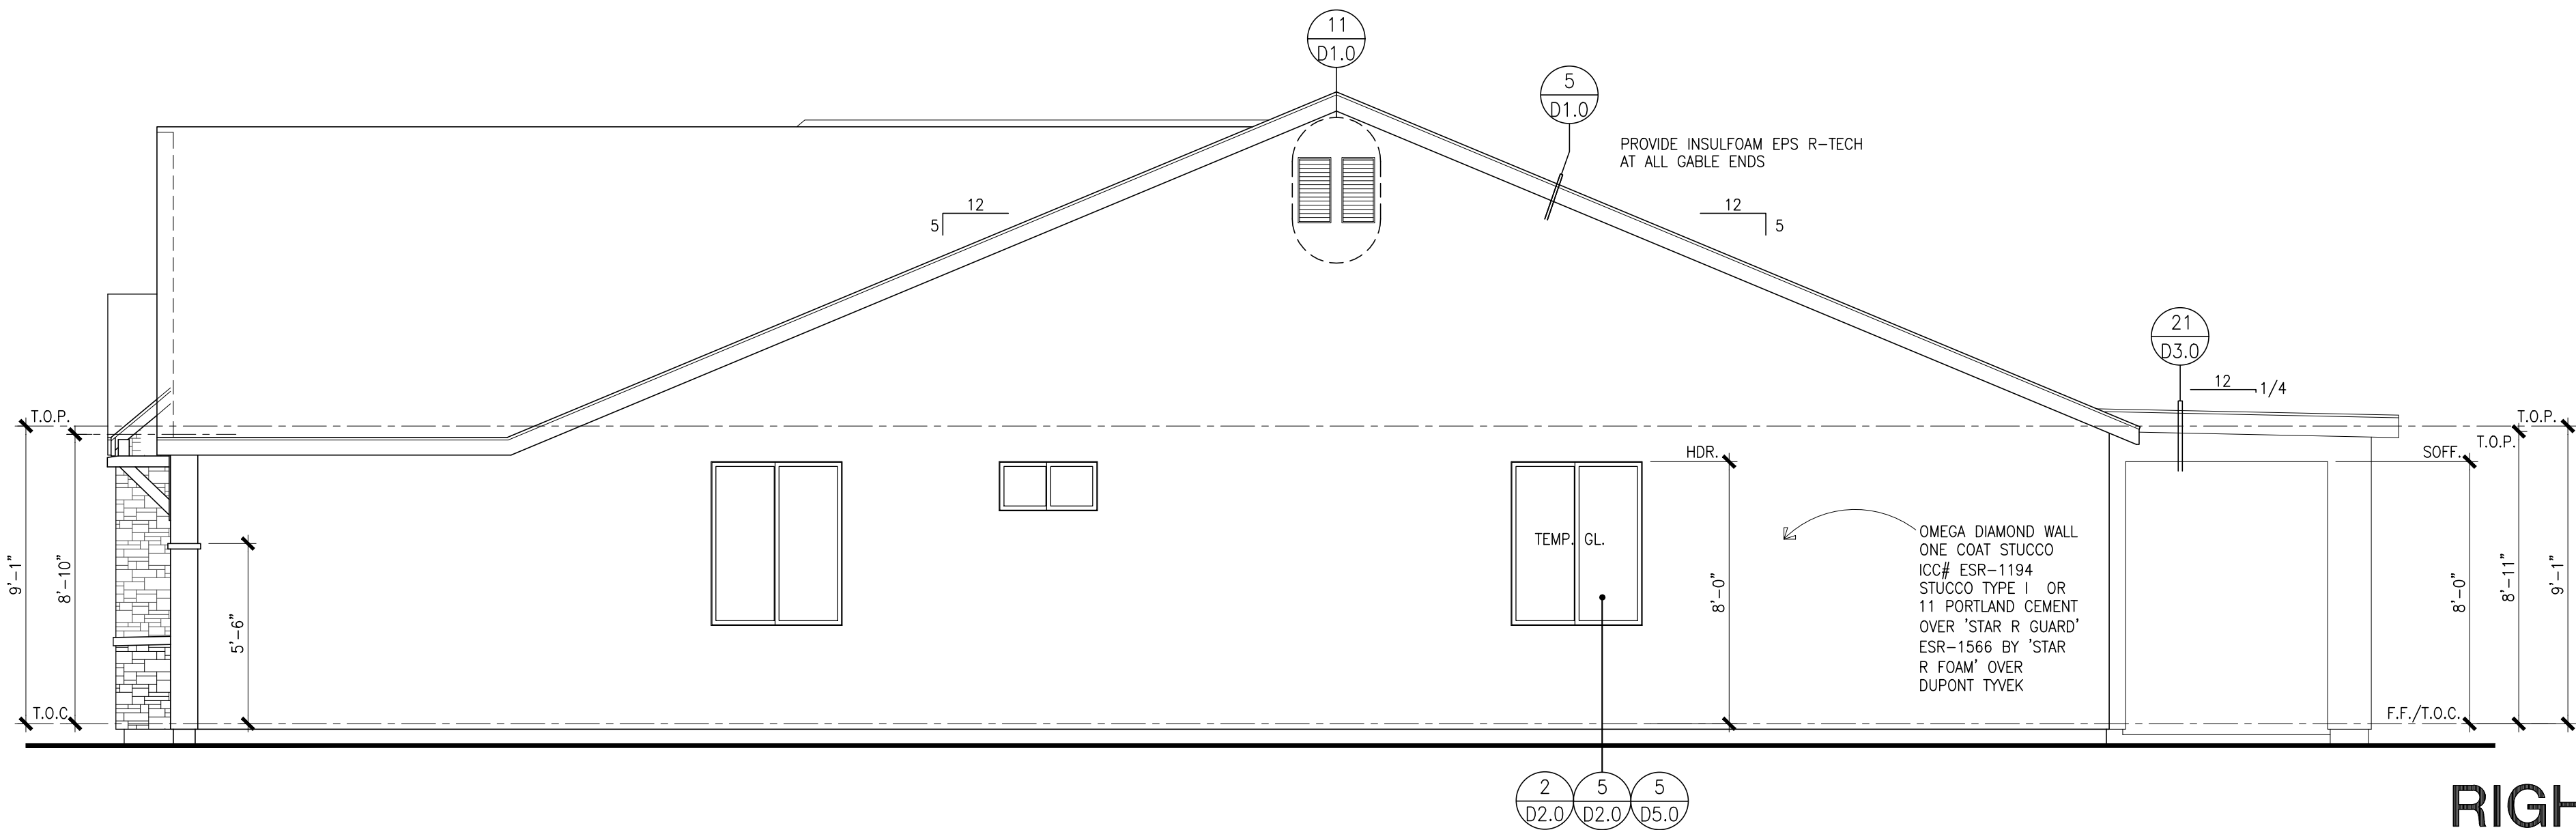 11
D1.0
5
D1.0
PROVIDE INSULFOAM EPS R-TECH
AT ALL GABLE ENDS
12
5
12
5
21
D3.0
12
1/4
T.O.P.
T.O.P.
T.O.P.
HDR.
SOFF.
TEMP. GL.
OMEGA DIAMOND WALL
ONE COAT STUCCO
ICC# ESR-1194
STUCCO TYPE I OR
11 PORTLAND CEMENT
OVER 'STAR R GUARD'
ESR-1566 BY 'STAR
R FOAM' OVER
DUPONT TYVEK
9'-1"
8'-10"
5'-6"
8'-0"
8'-0"
8'-11"
9'-1"
T.O.C.
F.F./T.O.C.
2
D2.0
5
D2.0
5
D5.0
RIGH